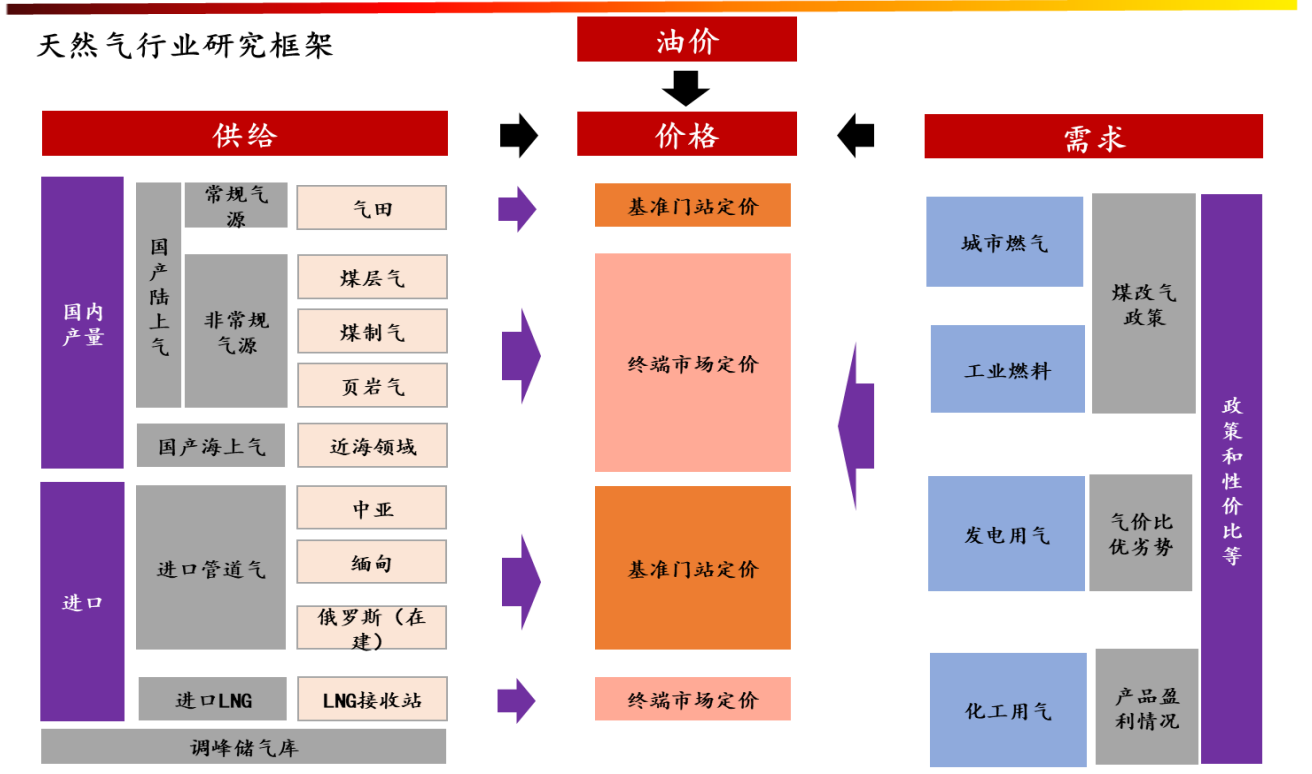 天然气行业研究框架
油价
供给
价格
需求
国内
产量
国
产
陆
上
气
常规气
源
气田
非常规
气源
煤层气
煤制气
页岩气
国产海上气
近海领域
进口
进口管道气
中亚
缅甸
俄罗斯（在
建）
进口LNG
LNG接收站
调峰储气库
基准门站定价
终端市场定价
基准门站定价
终端市场定价
城市燃气
工业燃料
煤改气
政策
发电用气
气价比
优劣势
化工用气
产品盈
利情况
政
策
和
性
价
比
等